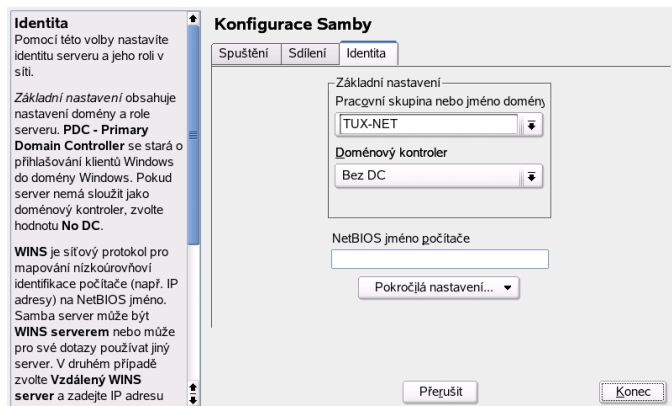 Identita
Pomocí této volby nastavíte
identitu serveru a jeho roli v
síti.
Základní nastavení obsahuje
nastavení domény a role
serveru. PDC - Primary
Domain Controller se stará o
přihlašování klientů Windows
do domény Windows. Pokud
server nemá sloužit jako
doménový kontroler, zvolte
hodnotu No DC.
WINS je síťový protokol pro
mapování nízkoúrovňoví
identifikace počítače (např. IP
adresy) na NetBIOS jméno.
Samba server může být
WINS serverem nebo může
pro své dotazy používat jiný
server. V druhém případě
zvolte Vzdálený WINS
server a zadejte IP adresu
Konfigurace Samby
Spuštění
Sdílení
Identita
Základní nastavení
Pracovní skupina nebo jméno domény
TUX-NET
Doménový kontroler
Bez DC
NetBIOS jméno počítače
Pokročilá nastavení...
Přerušit
Konec